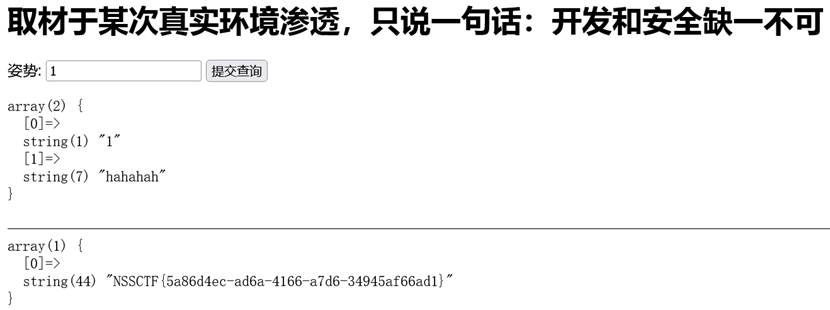 取材于某次真实环境渗透，只说一句话：开发和安全缺一不可
姿势: 1 提交查询
array(2) {
  [0]=>
  string(1) "1"
  [1]=>
  string(7) "hahahah"
}
array(1) {
  [0]=>
  string(44) "NSSCTF{5a86d4ec-ad6a-4166-a7d6-34945af66ad1}"
}